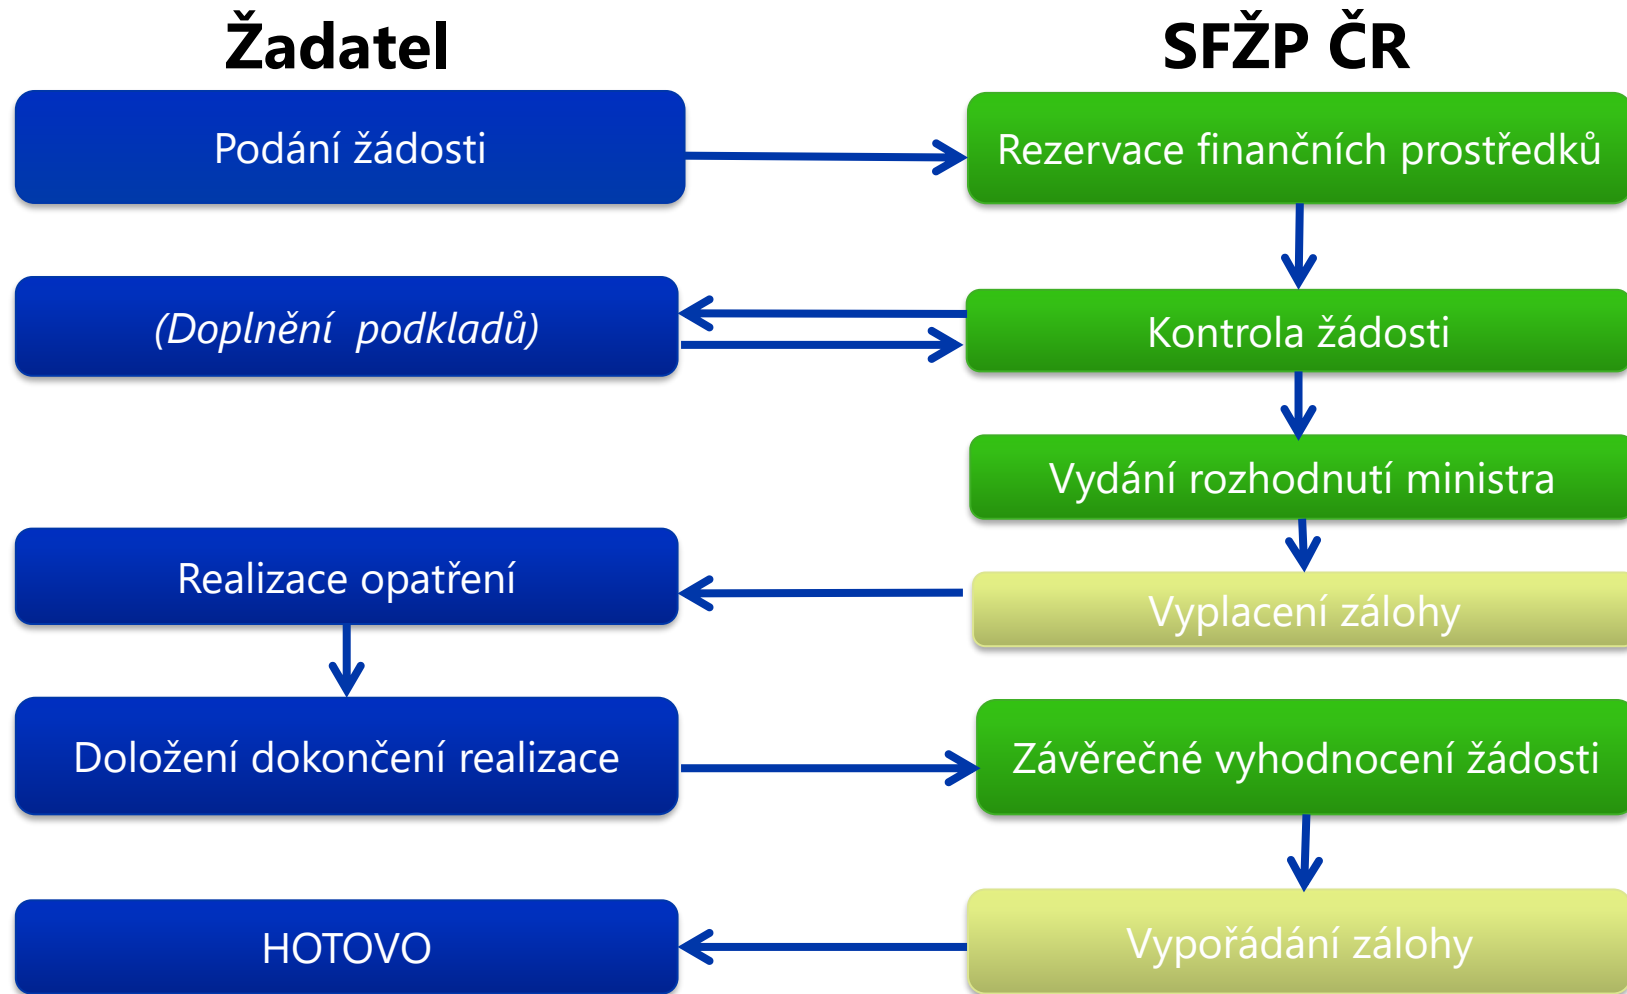 Žadatel
SFŽP ČR
Podání žádosti
Rezervace finančních prostředků
(Doplnění  podkladů)
Kontrola žádosti
Vydání rozhodnutí ministra
Realizace opatření
Vyplacení zálohy
Doložení dokončení realizace
Závěrečné vyhodnocení žádosti
HOTOVO
Vypořádání zálohy